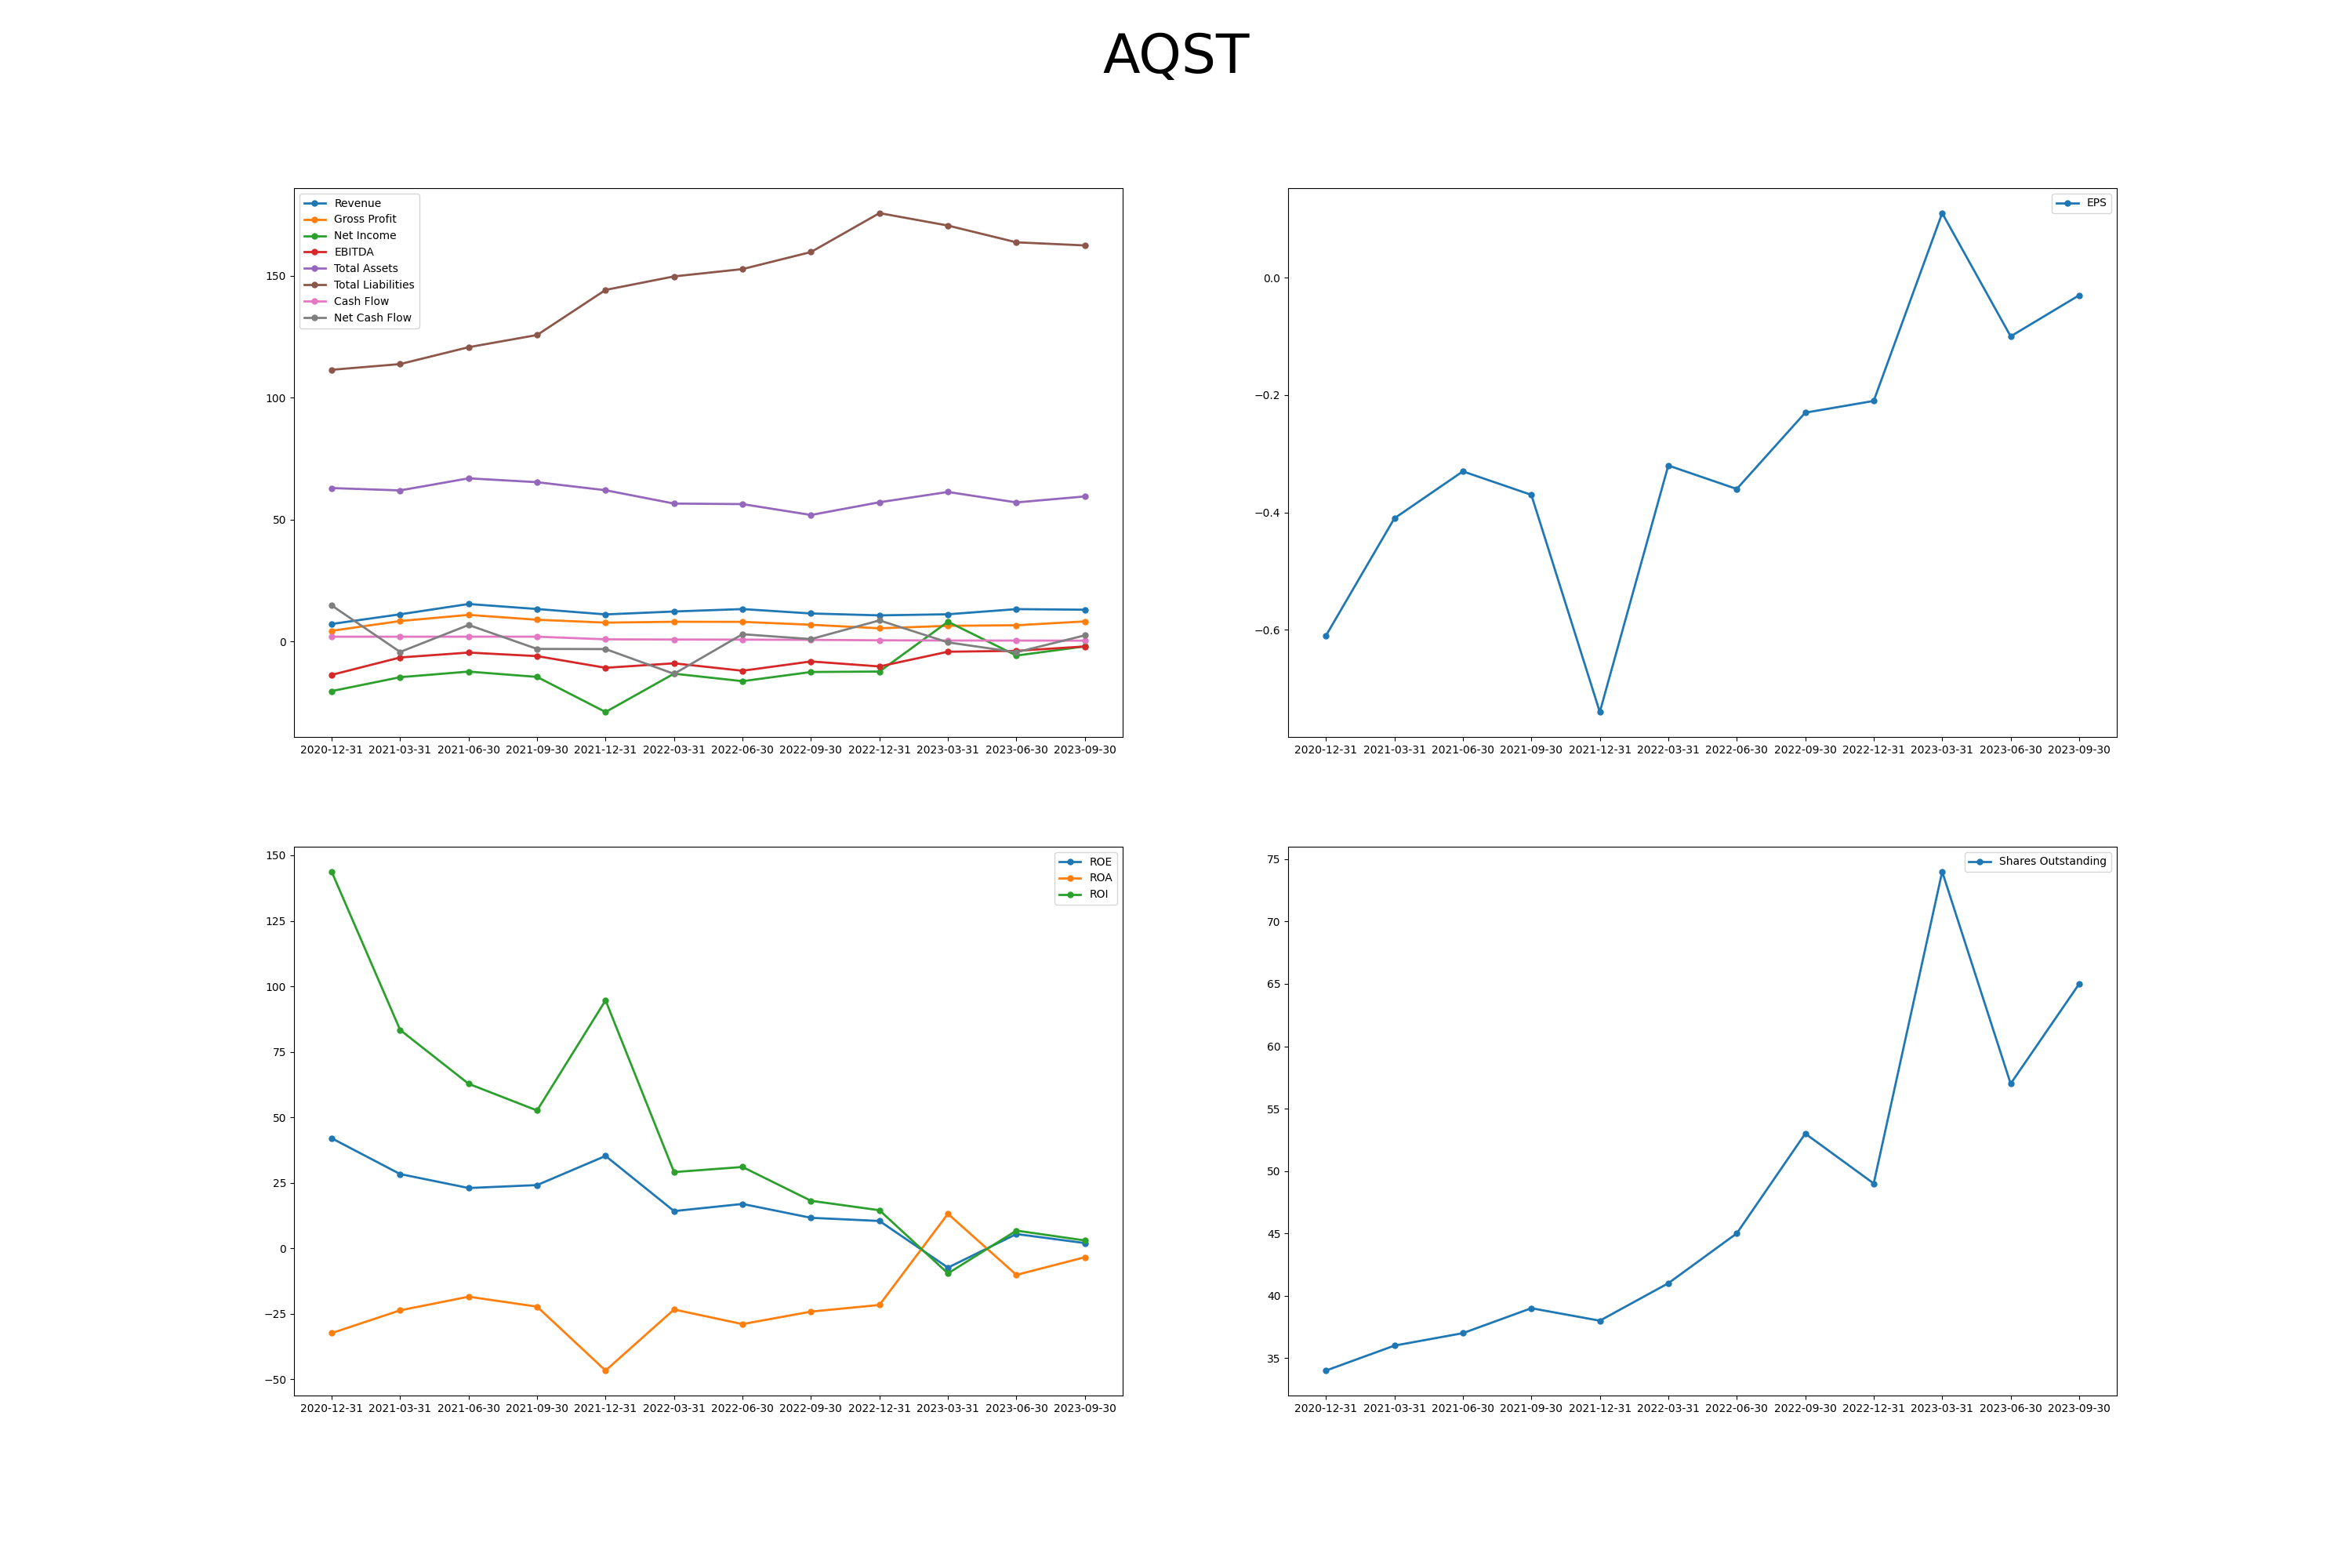 AQST
Revenue
Gross Profit
Net Income
EBITDA
Total Assets
Total Liabilities
Cash Flow
Net Cash Flow
150
100
50
0
2020-12-31 2021-03-31 2021-06-30 2021-09-30 2021-12-31 2022-03-31 2022-06-30 2022-09-30 2022-12-31 2023-03-31 2023-06-30 2023-09-30
EPS
0.0
−0.2
−0.4
−0.6
2020-12-31 2021-03-31 2021-06-30 2021-09-30 2021-12-31 2022-03-31 2022-06-30 2022-09-30 2022-12-31 2023-03-31 2023-06-30 2023-09-30
ROE
ROA
ROI
150
125
100
75
50
25
0
−25
−50
2020-12-31 2021-03-31 2021-06-30 2021-09-30 2021-12-31 2022-03-31 2022-06-30 2022-09-30 2022-12-31 2023-03-31 2023-06-30 2023-09-30
Shares Outstanding
75
70
65
60
55
50
45
40
35
2020-12-31 2021-03-31 2021-06-30 2021-09-30 2021-12-31 2022-03-31 2022-06-30 2022-09-30 2022-12-31 2023-03-31 2023-06-30 2023-09-30